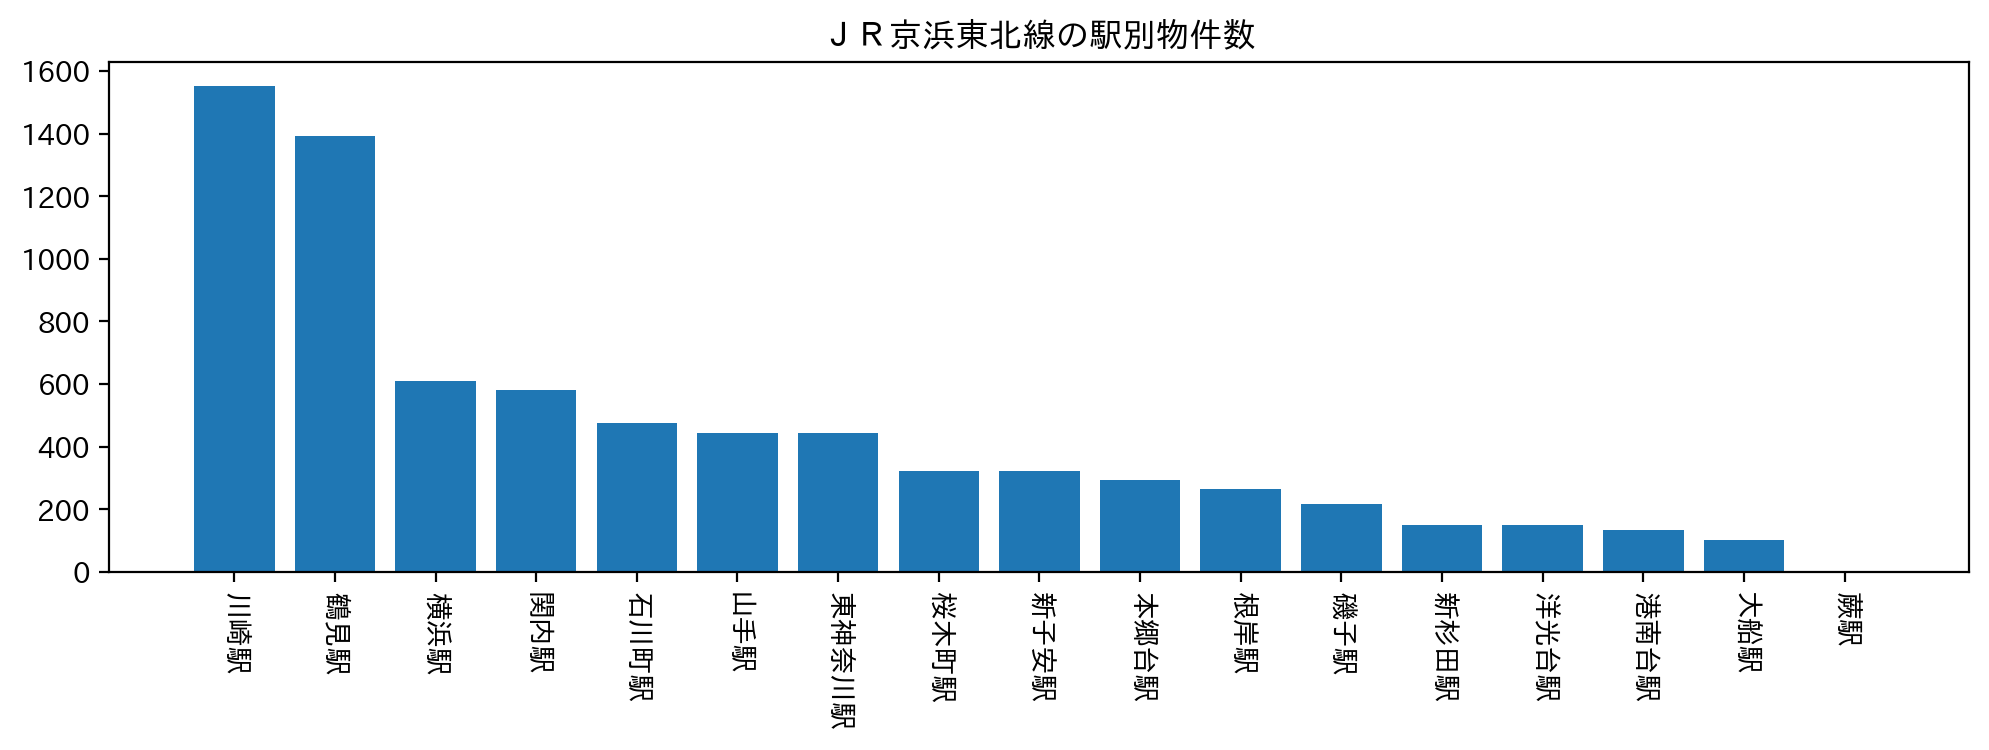 ＪＲ京浜東北線の駅別物件数
1600
1400
1200
1000
800
600
400
200
0
川崎駅
鶴見駅
横浜駅
関内駅
石川町駅
山手駅
東神奈川駅
桜木町駅
新子安駅
本郷台駅
根岸駅
磯子駅
新杉田駅
洋光台駅
港南台駅
大船駅
蕨駅